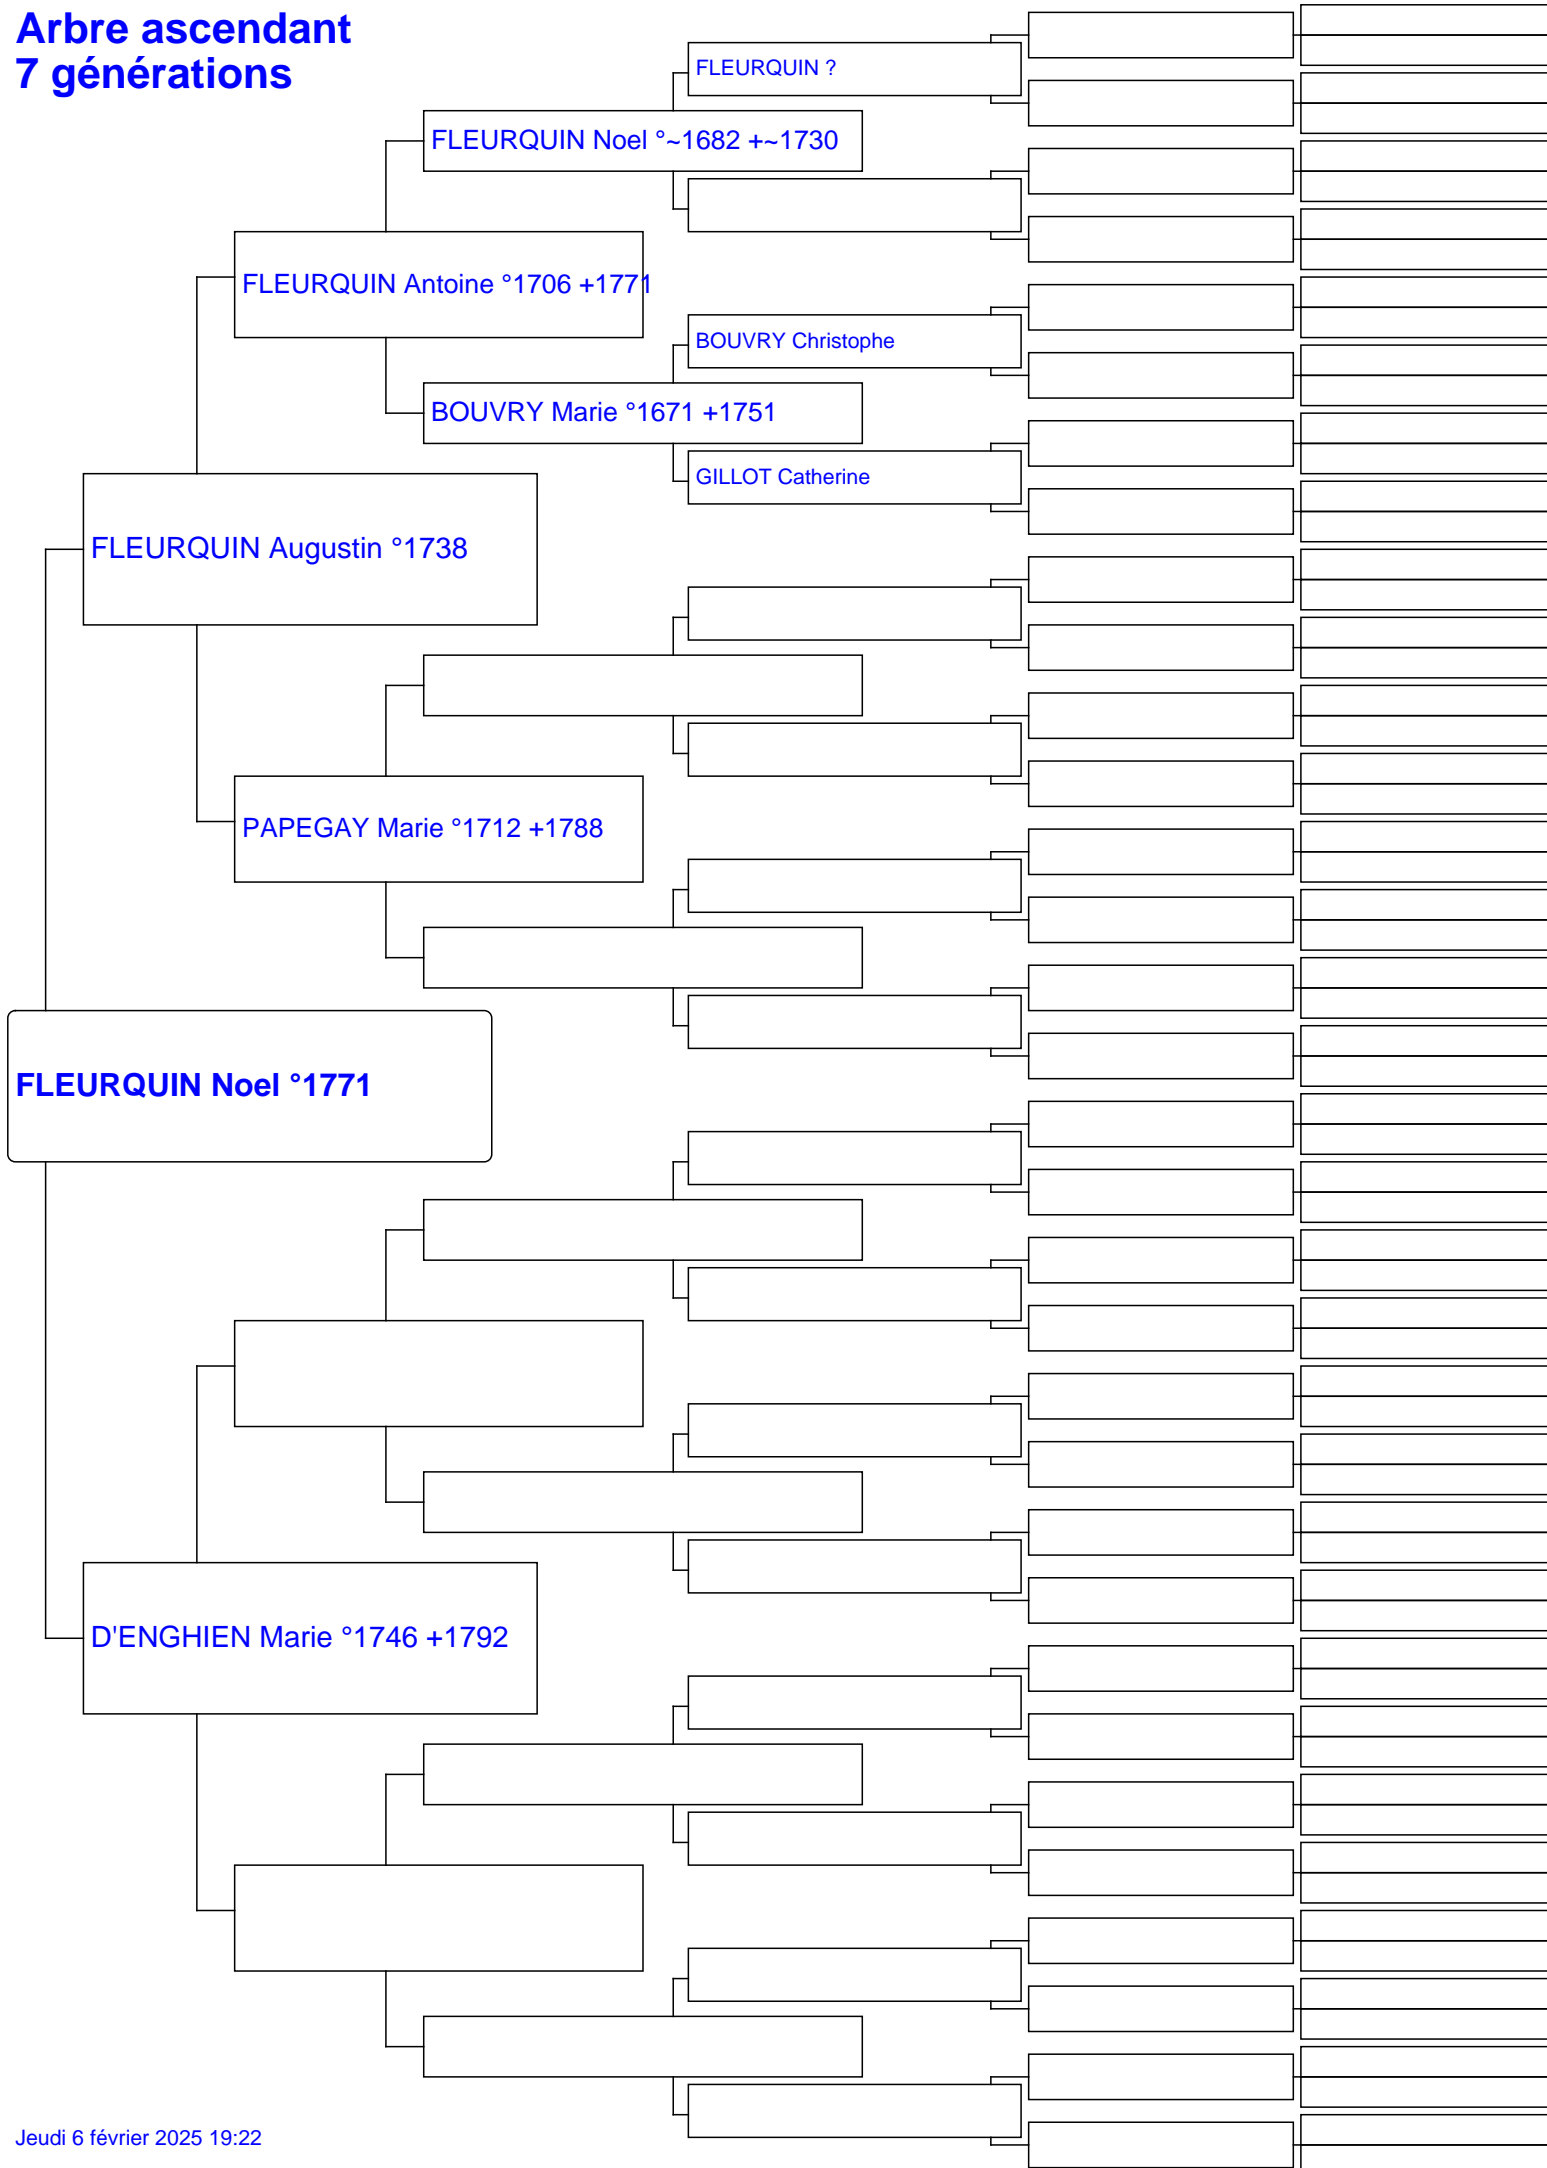 Arbre ascendant
7 générations
FLEURQUIN ?
FLEURQUIN Noel °~1682 +~1730
FLEURQUIN Antoine °1706 +1771
BOUVRY Christophe
BOUVRY Marie °1671 +1751
GILLOT Catherine
FLEURQUIN Augustin °1738
PAPEGAY Marie °1712 +1788
FLEURQUIN Noel °1771
D'ENGHIEN Marie °1746 +1792
Jeudi 6 février 2025 19:22